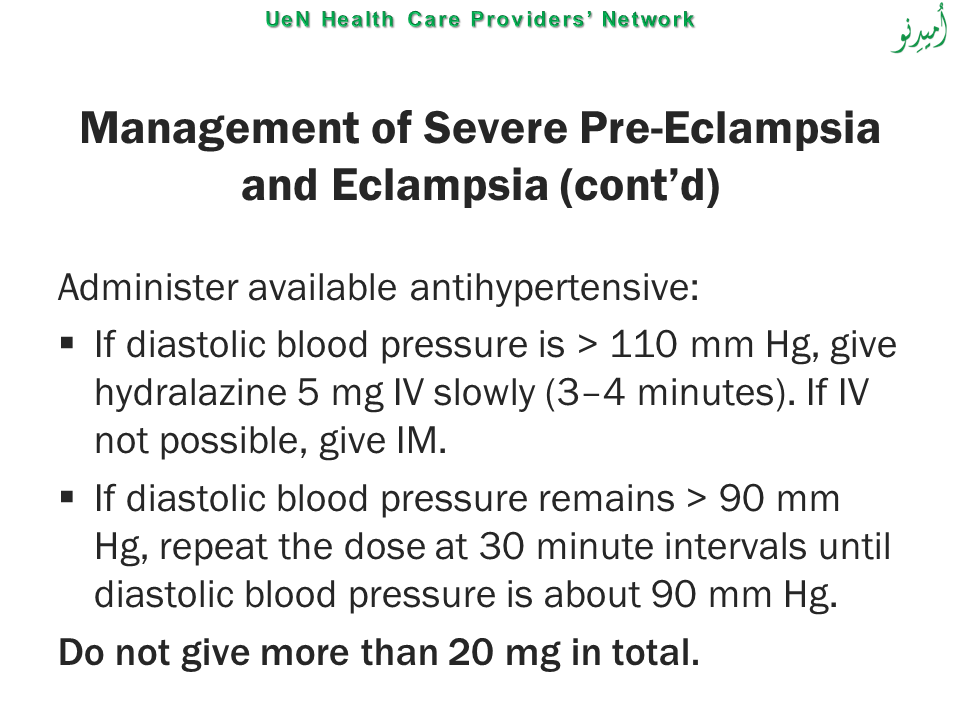 UeN Health Care Providers’ Network
اُميدِنو
Management of Severe Pre-Eclampsia
and Eclampsia (cont’d)
Administer available antihypertensive:
▪ If diastolic blood pressure is > 110 mm Hg, give
hydralazine 5 mg IV slowly (3–4 minutes). If IV
not possible, give IM.
▪ If diastolic blood pressure remains > 90 mm
Hg, repeat the dose at 30 minute intervals until
diastolic blood pressure is about 90 mm Hg.
Do not give more than 20 mg in total.